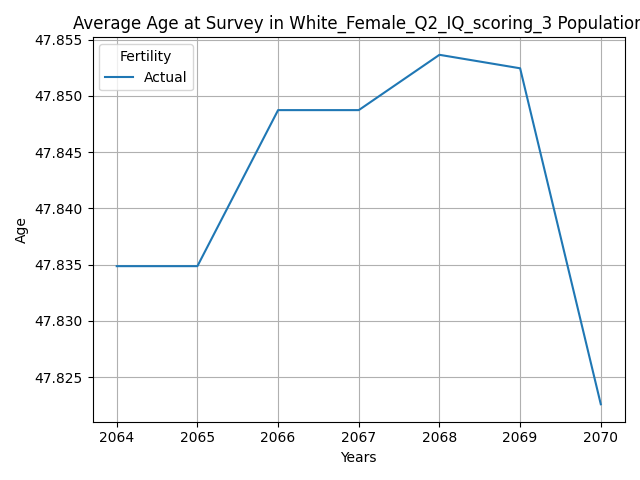 Average Age at Survey in White_Female_Q2_IQ_scoring_3 Population
47.855
47.850
47.845
47.840
47.835
47.830
47.825
Age
Fertility
Actual
2064 2065 2066 2067 2068 2069 2070
Years